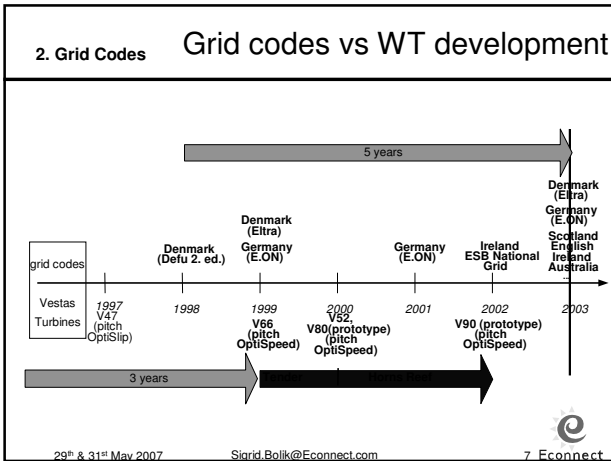 2. Grid Codes
Grid codes vs WT development
5 years
Denmark
(Eltra)
Germany
(E.ON)
Scotland
English
Ireland
Australia
...
Denmark
(Eltra)
Germany
(E.ON)
Denmark
(Defu 2. ed.)
Germany
(E.ON)
Ireland
ESB National
Grid
grid codes
Vestas
Turbines
1997
1998
1999
2000
2001
2002
2003
V47
(pitch
OptiSlip)
V66
(pitch
OptiSpeed)
V52,
V80(prototype)
(pitch
OptiSpeed)
V90 (prototype)
(pitch
OptiSpeed)
3 years
Tender
Horns Reef
29th & 31st May 2007
Sigrid.Bolik@Econnect.com
7
Econnect